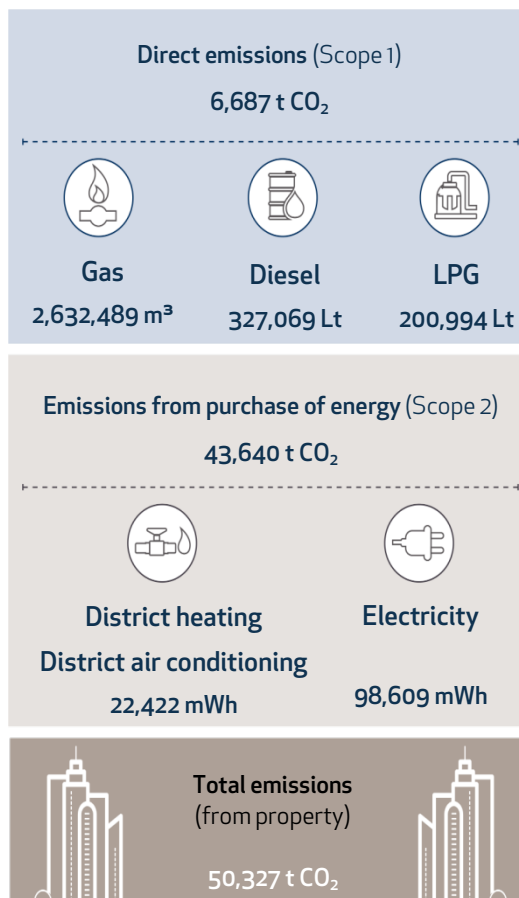 Direct emissions (Scope 1)
6,687 t CO₂
Gas
2,632,489 m³
Diesel
327,069 Lt
LPG
200,994 Lt
Emissions from purchase of energy (Scope 2)
43,640 t CO₂
District heating
District air conditioning
22,422 mWh
Electricity
98,609 mWh
Total emissions
(from property)
50,327 t CO₂